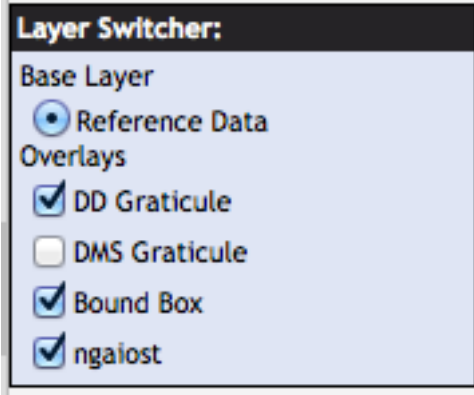 Layer Switcher:
Base Layer
Reference Data
Overlays
DD Graticule
DMS Graticule
Bound Box
ngaiost